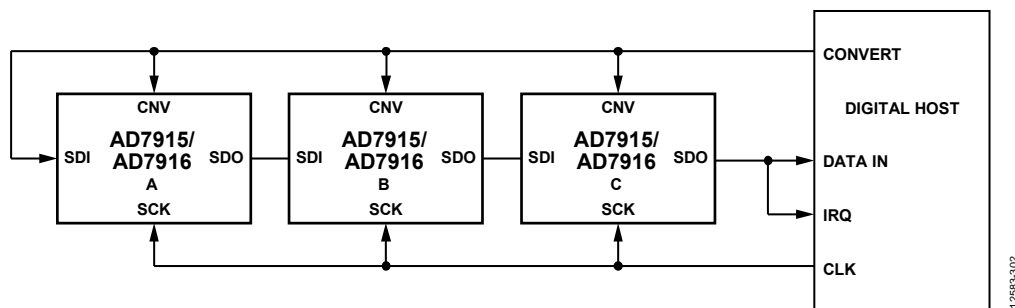 CONVERT
DIGITAL HOST
DATA IN
IRQ
CLK
CNV
AD7915/
AD7916
A
SDI
SDO
SCK
CNV
AD7915/
AD7916
B
SDI
SDO
SCK
CNV
AD7915/
AD7916
C
SDI
SDO
SCK
12583-302